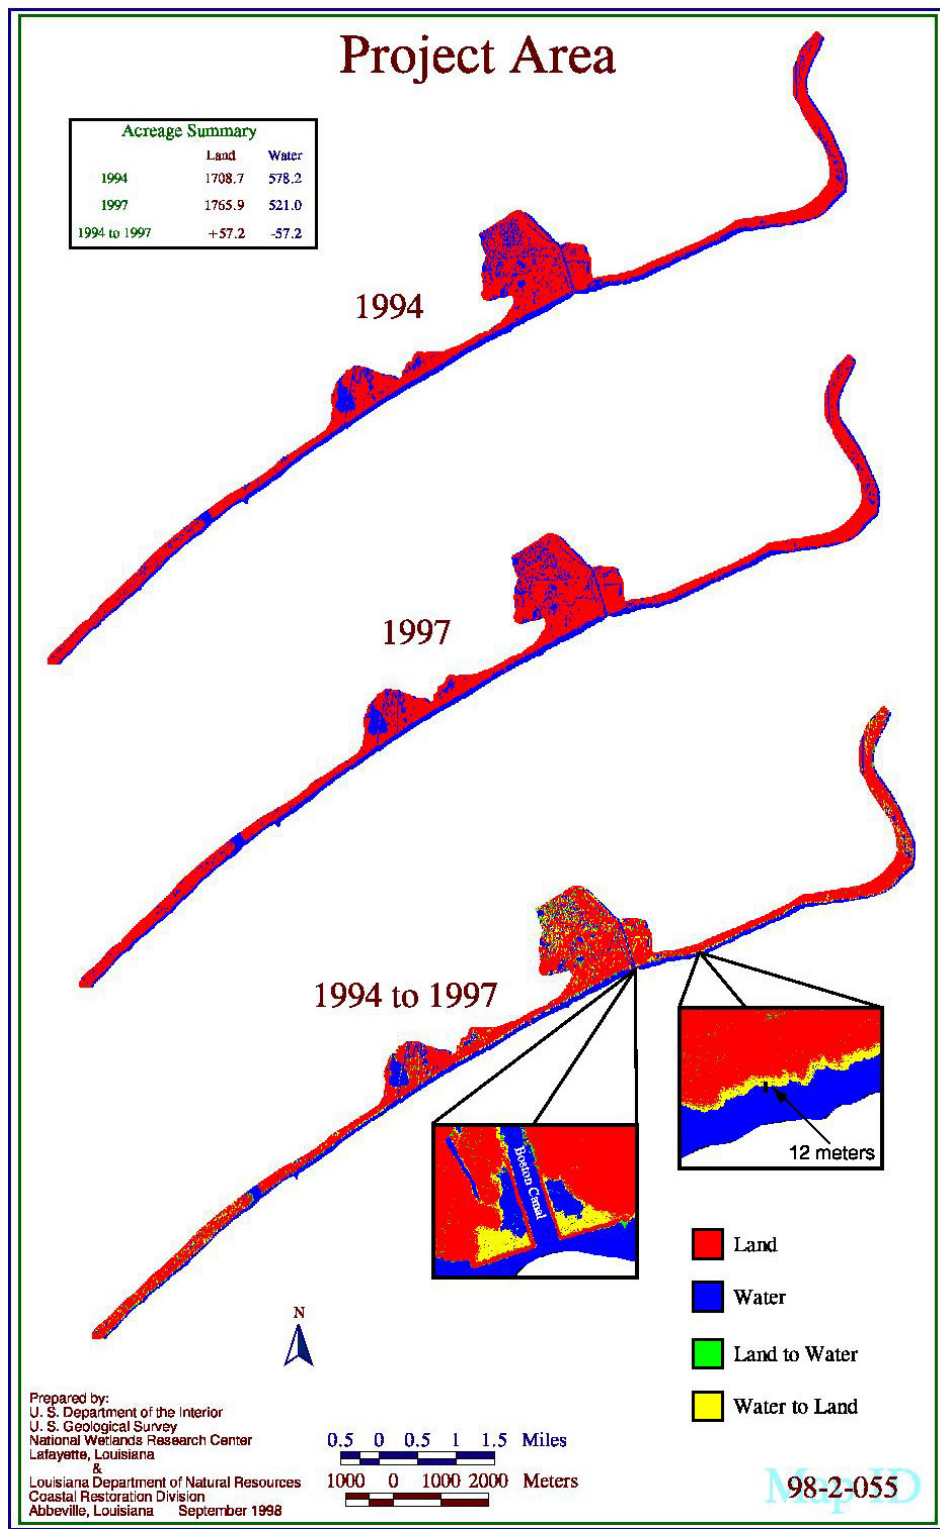 Project Area
Acreage Summary
Land Water
1994 1708.7 578.2
1997 1765.9 521.0
1994 to 1997 +57.2 -57.2
1994
1997
1994 to 1997
12 meters
Boston Canal
Land
Water
Land to Water
Water to Land
N
Prepared by:
U. S. Department of the Interior
U. S. Geological Survey
National Wetlands Research Center
Lafayette, Louisiana
&
Louisiana Department of Natural Resources
Coastal Restoration Division
Abbeville, Louisiana September 1998
0.5 0 0.5 1 1.5 Miles
1000 0 1000 2000 Meters
Map ID
98-2-055